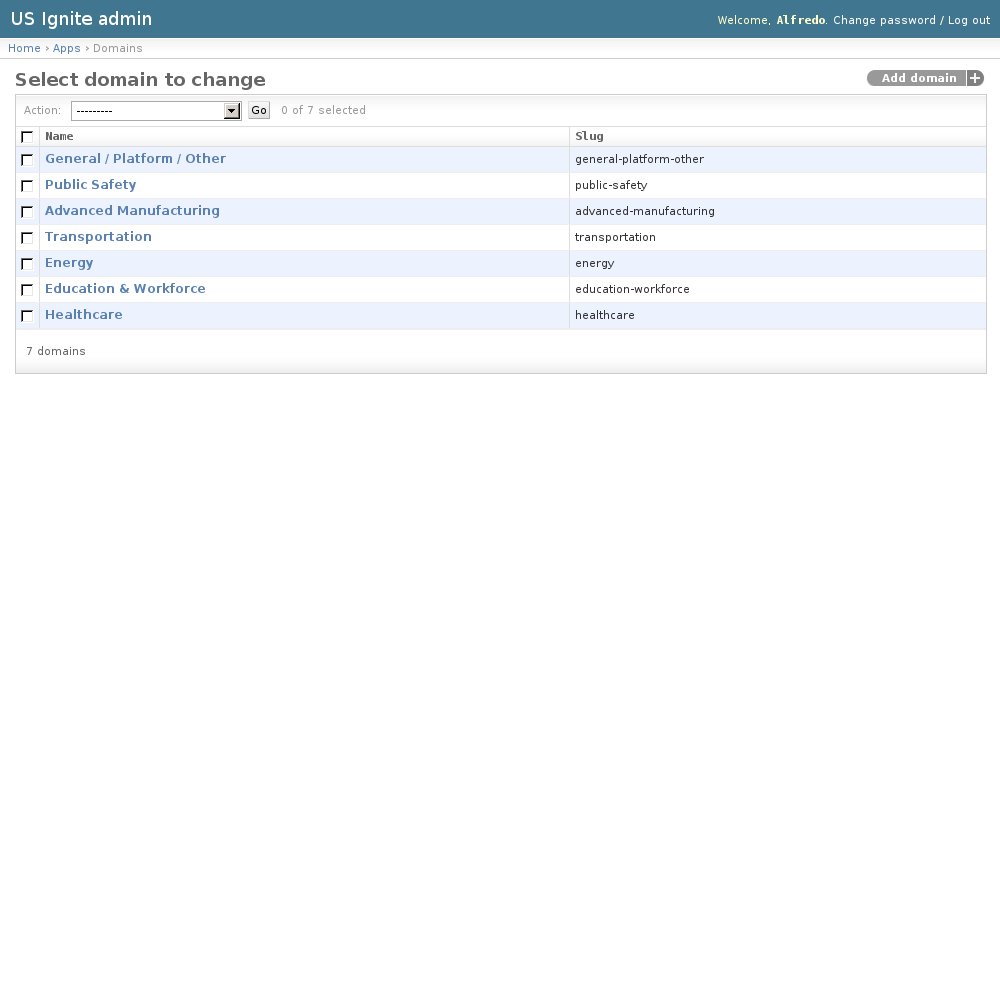 US Ignite admin
Welcome, Alfredo. Change password / Log out
Home › Apps › Domains
Select domain to change
Add domain +
Action: --------- Go 0 of 7 selected
Name Slug
General / Platform / Other general-platform-other
Public Safety public-safety
Advanced Manufacturing advanced-manufacturing
Transportation transportation
Energy energy
Education & Workforce education-workforce
Healthcare healthcare
7 domains